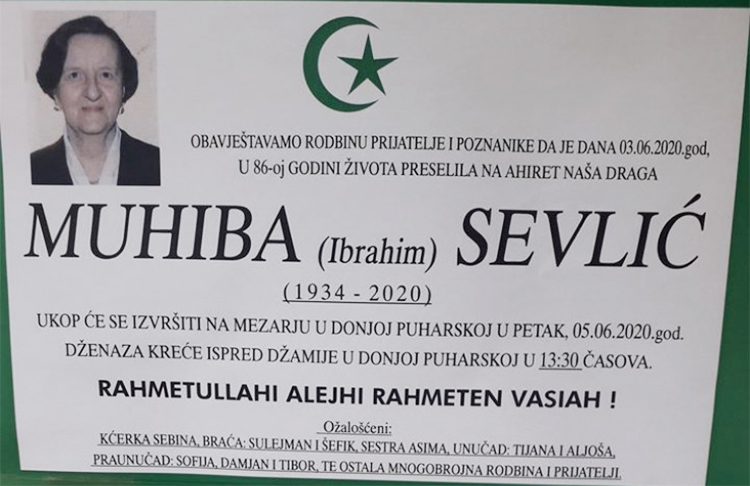 OBAVJEŠTAVAMO RODBINU PRIJATELJE I POZNANIKE DA JE DANA 03.06.2020.god,
U 86-oj GODINI ŽIVOTA PRESELILA NA AHIRET NAŠA DRAGA
MUHIBA (Ibrahim) SEVLIĆ
(1934 - 2020)
UKOP ĆE SE IZVRŠITI NA MEZARJU U DONJOJ PUHARSKOJ U PETAK, 05.06.2020.god.
DŽENAZA KREĆE ISPRED DŽAMIJE U DONJOJ PUHARSKOJ U 13:30 ČASOVA.
RAHMETULLAHI ALEJHI RAHMETEN VASIAH !
Ožalošćeni:
KĆERKA SEBINA, BRAĆA: SULEJMAN I ŠEFIK, SESTRA ASIMA, UNUČAD: TIJANA I ALJOŠA,
PRAUNUČAD: SOFIJA, DAMJAN I TIBOR, TE OSTALA MNOGOBROJNA RODBINA I PRIJATELJI.